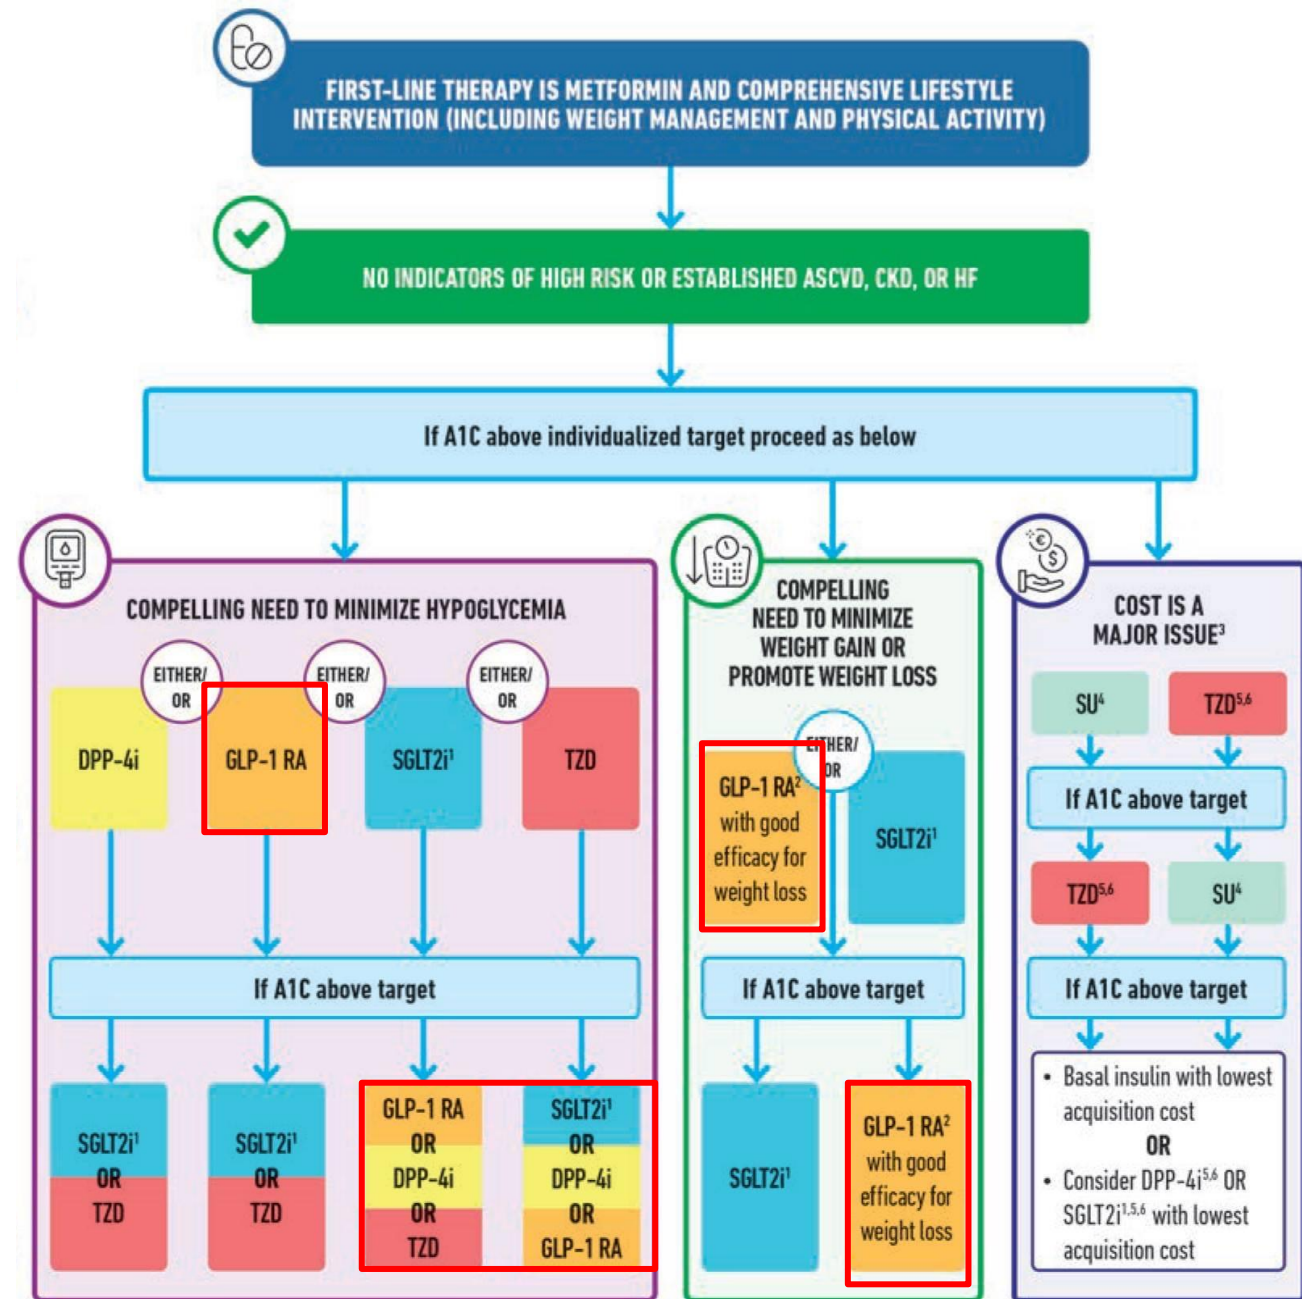 FIRST-LINE THERAPY IS METFORMIN AND COMPREHENSIVE LIFESTYLE
INTERVENTION (INCLUDING WEIGHT MANAGEMENT AND PHYSICAL ACTIVITY)
NO INDICATORS OF HIGH RISK OR ESTABLISHED ASCVD, CKD, OR HF
If A1C above individualized target proceed as below
COMPELLING NEED TO MINIMIZE HYPOGLYCEMIA
EITHER/
OR
EITHER/
OR
EITHER/
OR
DPP-4i
GLP-1 RA
SGLT2i¹
TZD
If A1C above target
SGLT2i¹
OR
TZD
SGLT2i¹
OR
TZD
GLP-1 RA
OR
DPP-4i
OR
TZD
SGLT2i¹
OR
DPP-4i
OR
GLP-1 RA
COMPELLING
NEED TO MINIMIZE
WEIGHT GAIN OR
PROMOTE WEIGHT LOSS
EITHER/
OR
GLP-1 RA²
with good
efficacy for
weight loss
SGLT2i¹
If A1C above target
SGLT2i¹
GLP-1 RA²
with good
efficacy for
weight loss
€
$
COST IS A
MAJOR ISSUE³
SU⁴
TZD⁵,⁶
If A1C above target
TZD⁵,⁶
SU⁴
If A1C above target
• Basal insulin with lowest
acquisition cost
OR
• Consider DPP-4i⁵,⁶ OR
SGLT2i¹,⁵,⁶ with lowest
acquisition cost